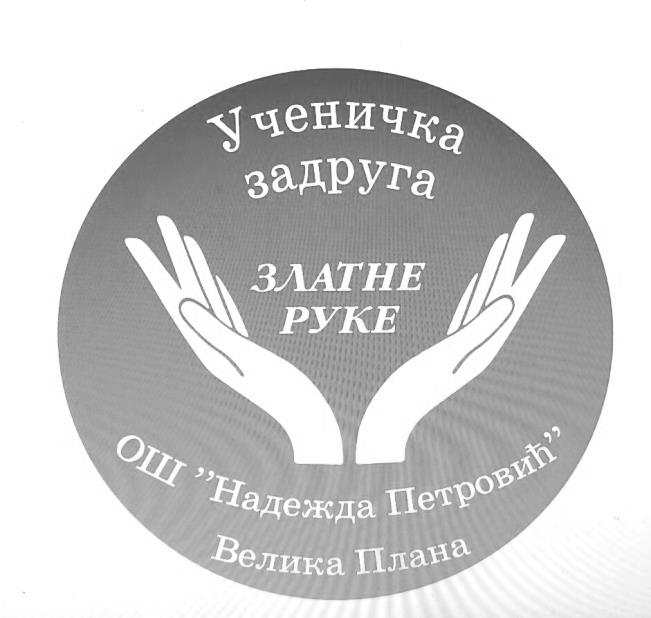 Ученичка
задруга
ЗЛАТНЕ
РУКЕ
ОШ ”Надежда Петровић”
Велика Плана